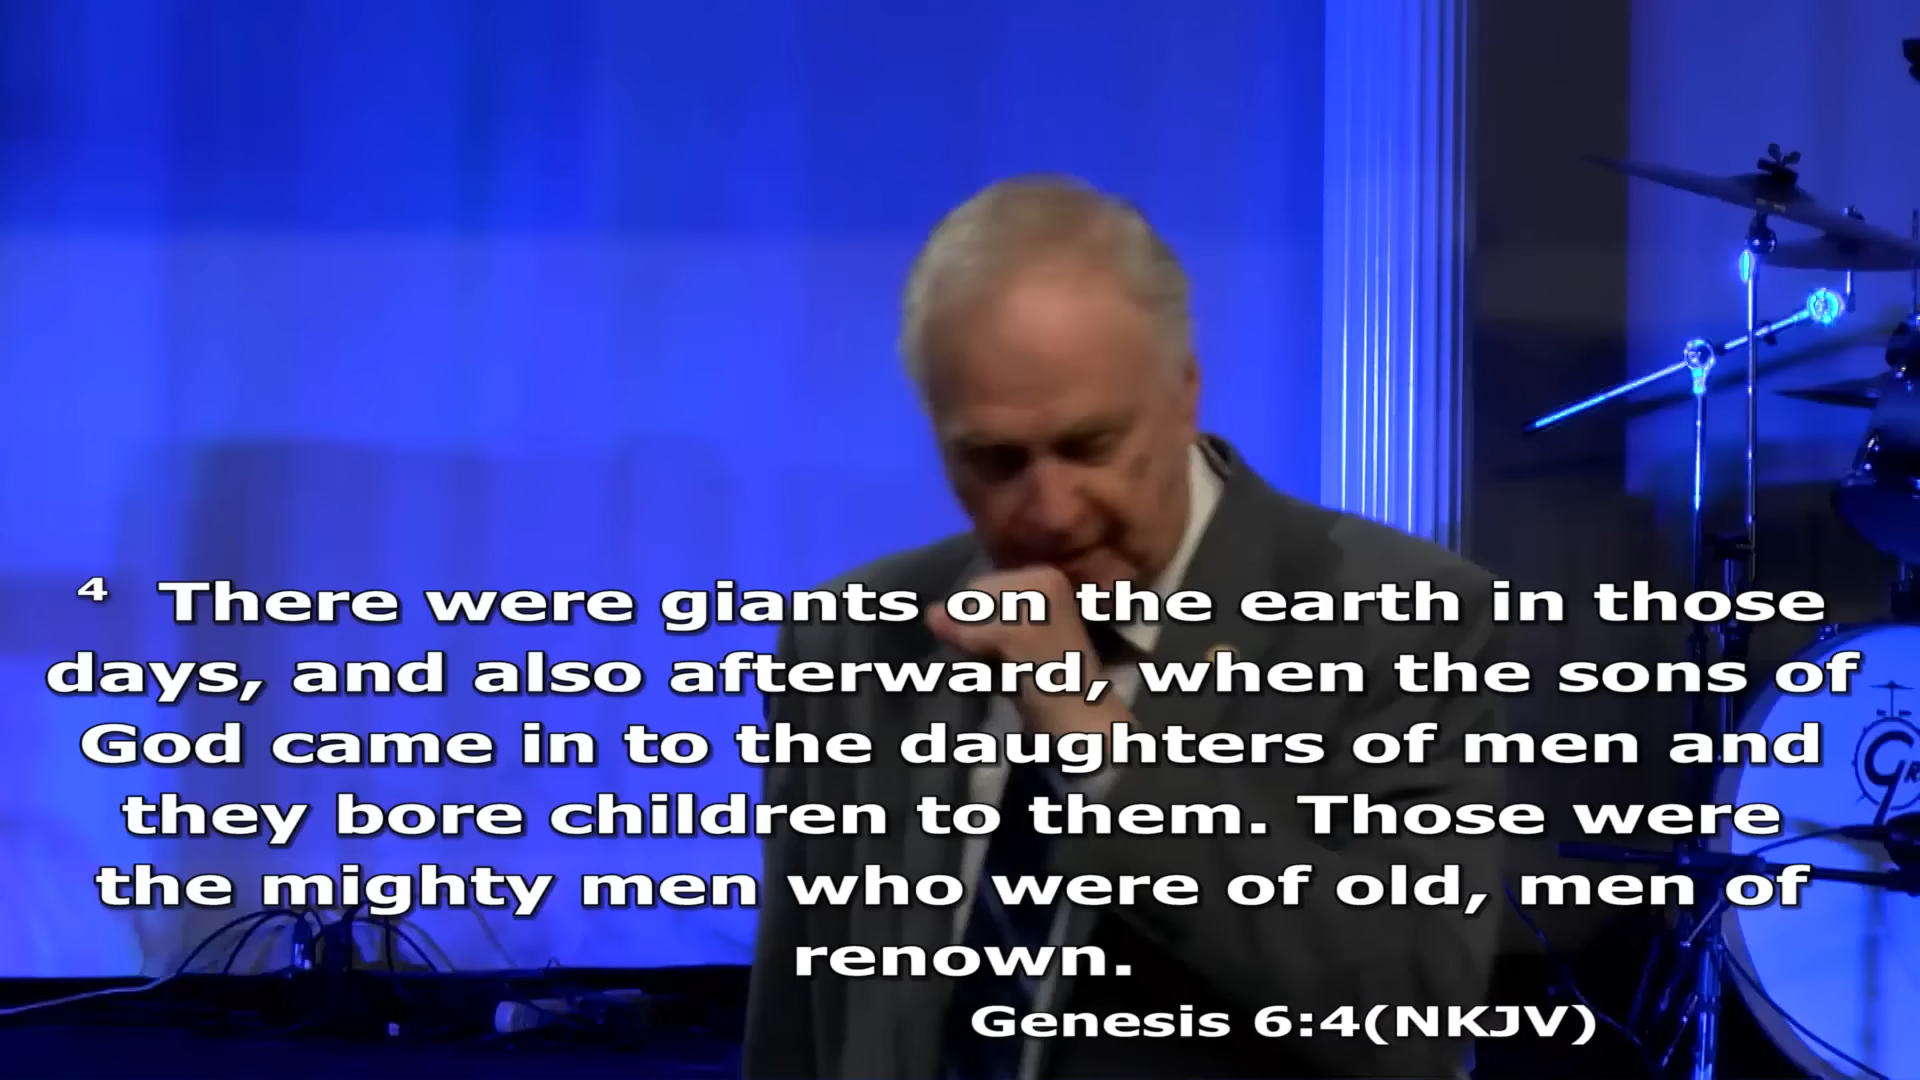 4 There were giants on the earth in those
days, and also afterward, when the sons of
God came in to the daughters of men and
they bore children to them. Those were
the mighty men who were of old, men of
renown.
Genesis 6:4(NKJV)